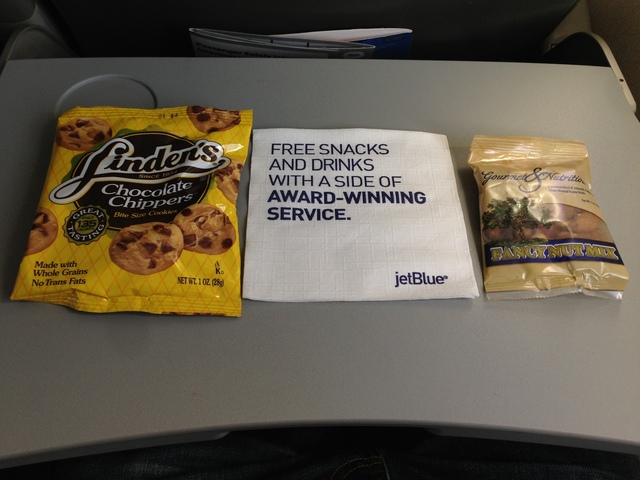 Linden's
SINCE 1960
Chocolate
Chippers
Bite Size Cookies
GREAT
TASTING
Made with
Whole Grains
No Trans Fats
K.
NET WT. 1 OZ. (28g)
FREE SNACKS
AND DRINKS
WITH A SIDE OF
AWARD-WINNING
SERVICE.
jetBlue®
Gourmet & Nutrition
FANCY NUT MIX